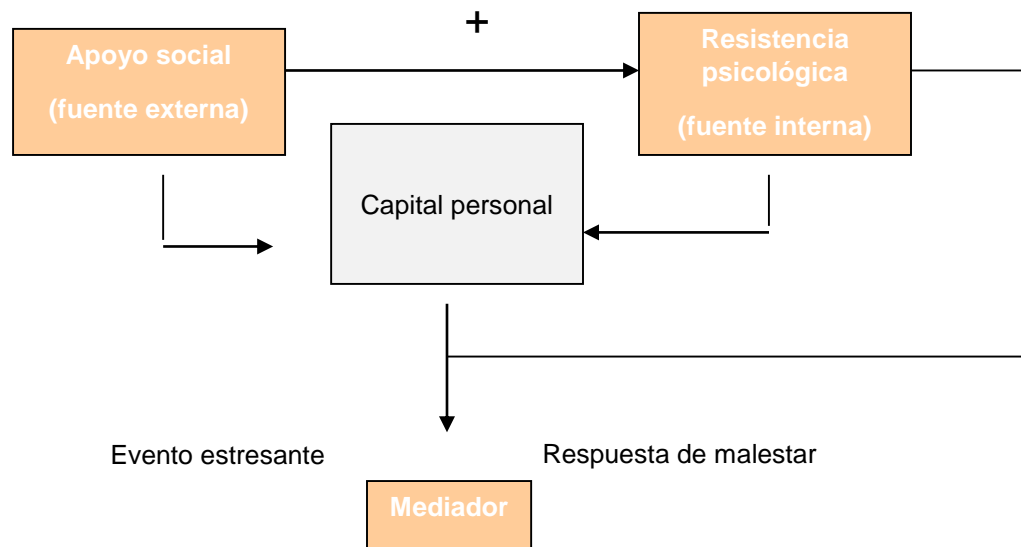 +
Apoyo social
(fuente externa)
Resistencia
psicológica
(fuente interna)
Capital personal
Evento estresante
Respuesta de malestar
Mediador